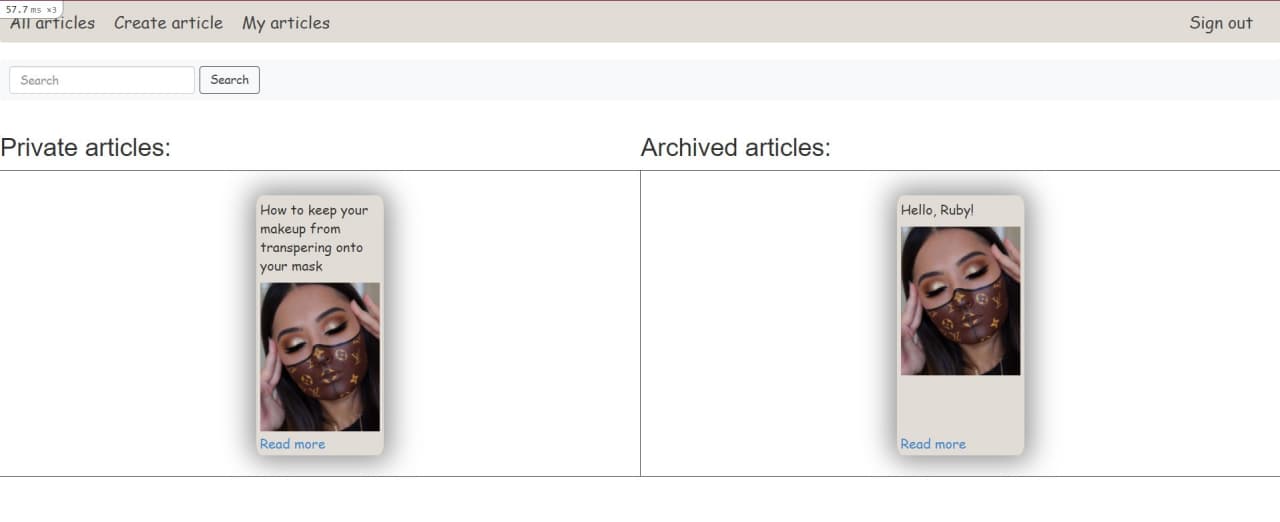 57.7 ms ×3
All articles Create article My articles Sign out
Search Search
Private articles: Archived articles:
How to keep your
makeup from
transpering onto
your mask
Read more
Hello, Ruby!
Read more